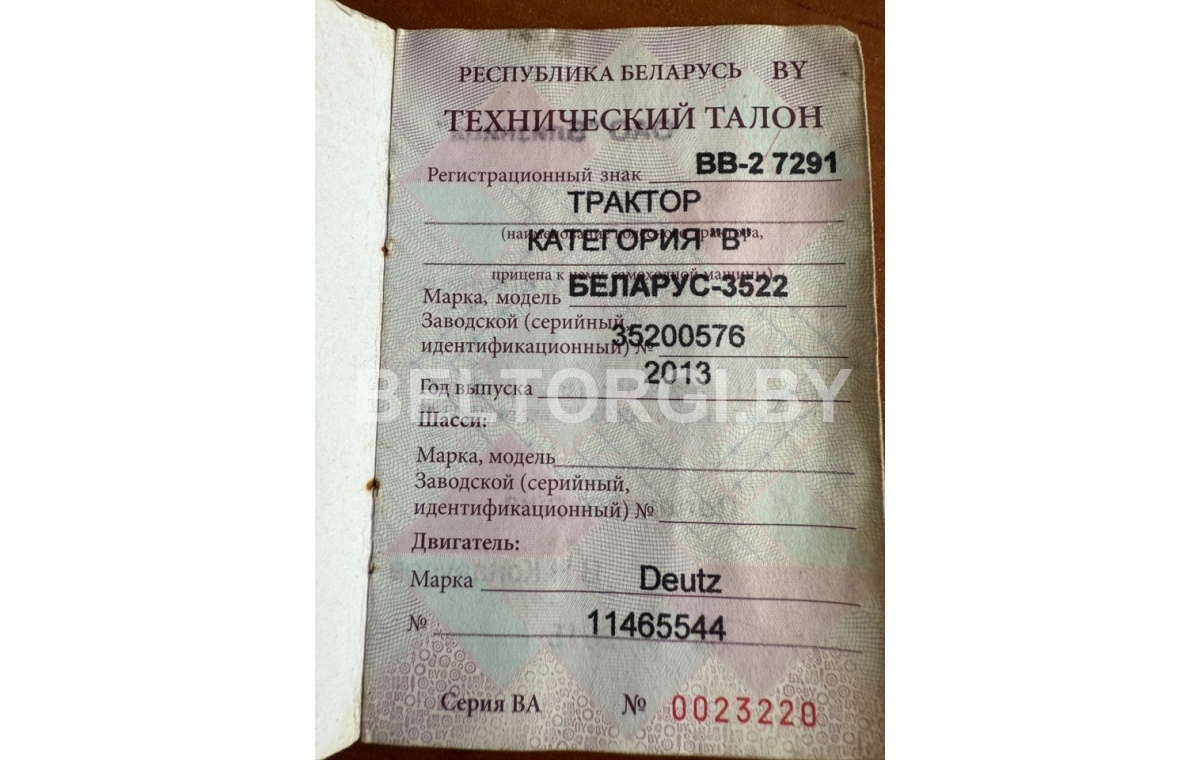 РЕСПУБЛИКА БЕЛАРУСЬ BY
ТЕХНИЧЕСКИЙ ТАЛОН
Регистрационный знак ВВ-2 7291
ТРАКТОР
КАТЕГОРИЯ "В"
прицепа к нему, самоходной машины)
Марка, модель БЕЛАРУС-3522
Заводской (серийный,
идентификационный) № 35200576
Год выпуска 2013
BELTORGI.BY
Шасси:
Марка, модель
Заводской (серийный,
идентификационный) №
Двигатель:
Марка Deutz
№ 11465544
Серия ВА № 0023220